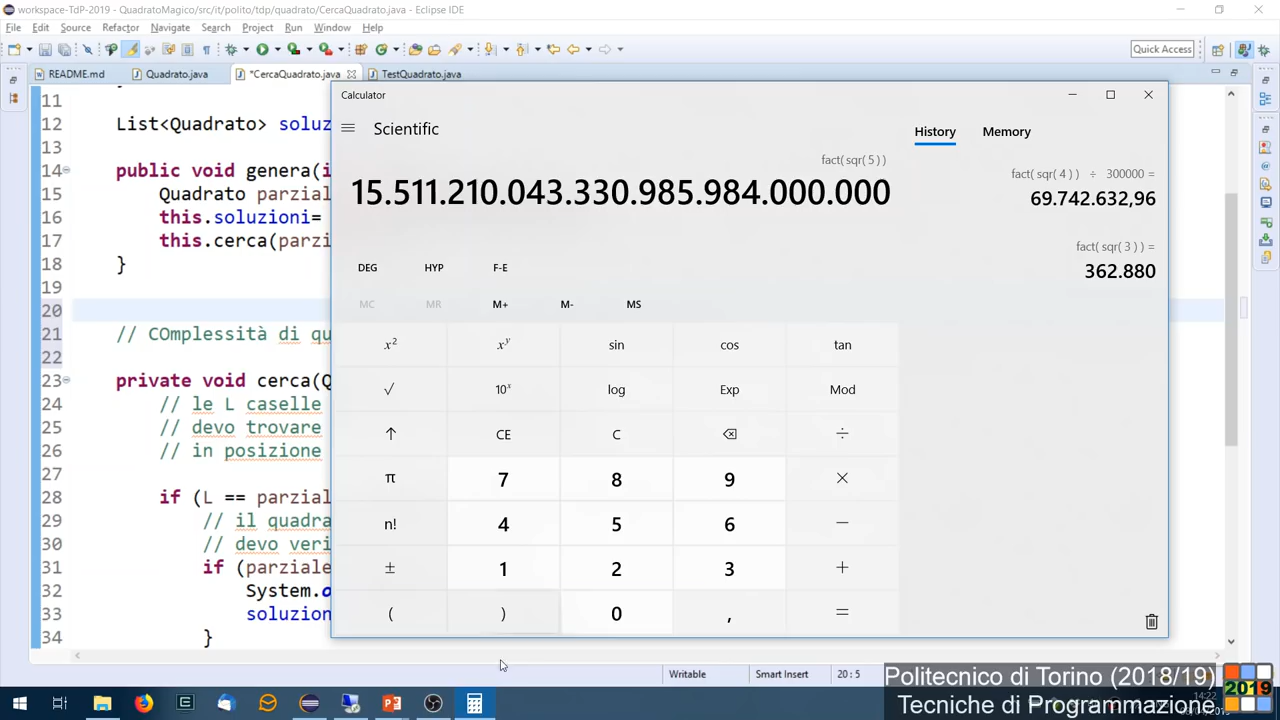 workspace-TdP-2019 - QuadratoMagico/src/it/polito/tdp/quadrato/CercaQuadrato.java - Eclipse IDE
File Edit Source Refactor Navigate Search Project Run Window Help
Quick Access
README.md Quadrato.java *CercaQuadrato.java TestQuadrato.java
11
12 List<Quadrato> soluzi
13
14 public void genera(i
15 Quadrato parzial
16 this.soluzioni=
17 this.cerca(parzi
18 }
19
20
21 // COmplessità di qu
22
23 private void cerca(Q
24 // le L caselle
25 // devo trovare
26 // in posizione
27
28 if (L == parzial
29 // il quadra
30 // devo veri
31 if (parziale
32 System.o
33 soluzion
34 }
Calculator
Scientific
History Memory
fact( sqr( 5 ) )
15.511.210.043.330.985.984.000.000
fact( sqr( 4 ) ) ÷ 300000 =
69.742.632,96
fact( sqr( 3 ) ) =
362.880
DEG HYP F-E
MC MR M+ M- MS
x² xʸ sin cos tan
√ 10ˣ log Exp Mod
↑ CE C ⌫ ÷
π 7 8 9 ×
n! 4 5 6 −
± 1 2 3 +
( ) 0 , =
Writable Smart Insert 20 : 5
Politecnico di Torino (2018/19)
Tecniche di Programmazione
2019
14:22